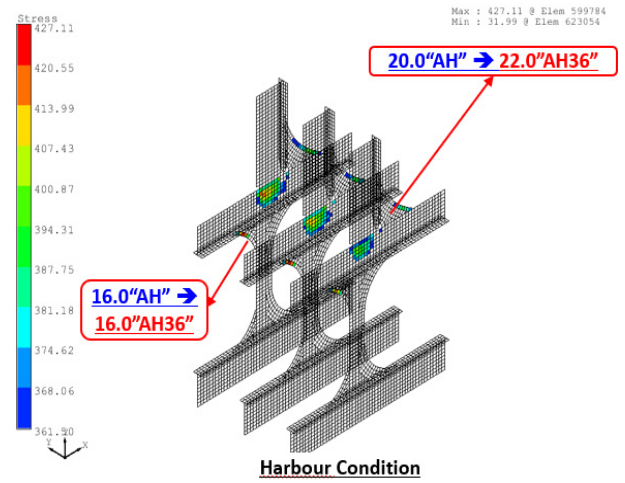 Max : 427.11 @ Elem 599784
Min : 31.99 @ Elem 623054
Stress
427.11
420.55
413.99
407.43
400.87
394.31
387.75
381.18
374.62
368.06
361.50
20.0“AH” ➔ 22.0”AH36”
16.0“AH” ➔
16.0”AH36”
Y Z X
Harbour Condition